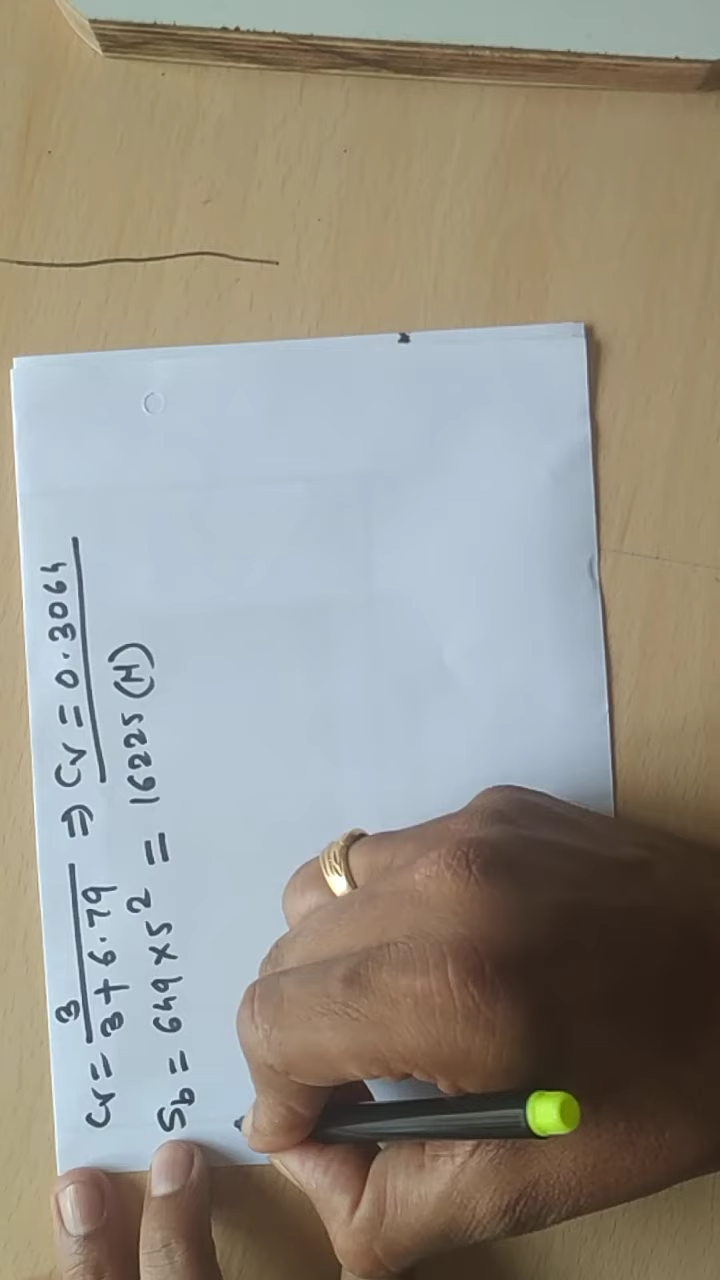 Cv = 3 / 3 + 6.79 ⇒ Cv = 0.3064
Sb = 649 × 5² = 16225 (N)